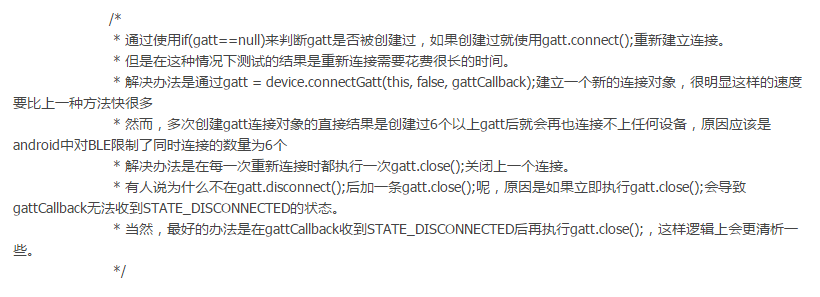 /*
* 通过使用if(gatt==null)来判断gatt是否被创建过，如果创建过就使用gatt.connect();重新建立连接。
* 但是在这种情况下测试的结果是重新连接需要花费很长的时间。
* 解决办法是通过gatt = device.connectGatt(this, false, gattCallback);建立一个新的连接对象，很明显这样的速度
要比上一种方法快很多
* 然而，多次创建gatt连接对象的直接结果是创建过6个以上gatt后就会再也连接不上任何设备，原因应该是
android中对BLE限制了同时连接的数量为6个
* 解决办法是在每一次重新连接时都执行一次gatt.close();关闭上一个连接。
* 有人说为什么不在gatt.disconnect();后加一条gatt.close();呢，原因是如果立即执行gatt.close();会导致
gattCallback无法收到STATE_DISCONNECTED的状态。
* 当然，最好的办法是在gattCallback收到STATE_DISCONNECTED后再执行gatt.close();，这样逻辑上会更清析一
些。
*/